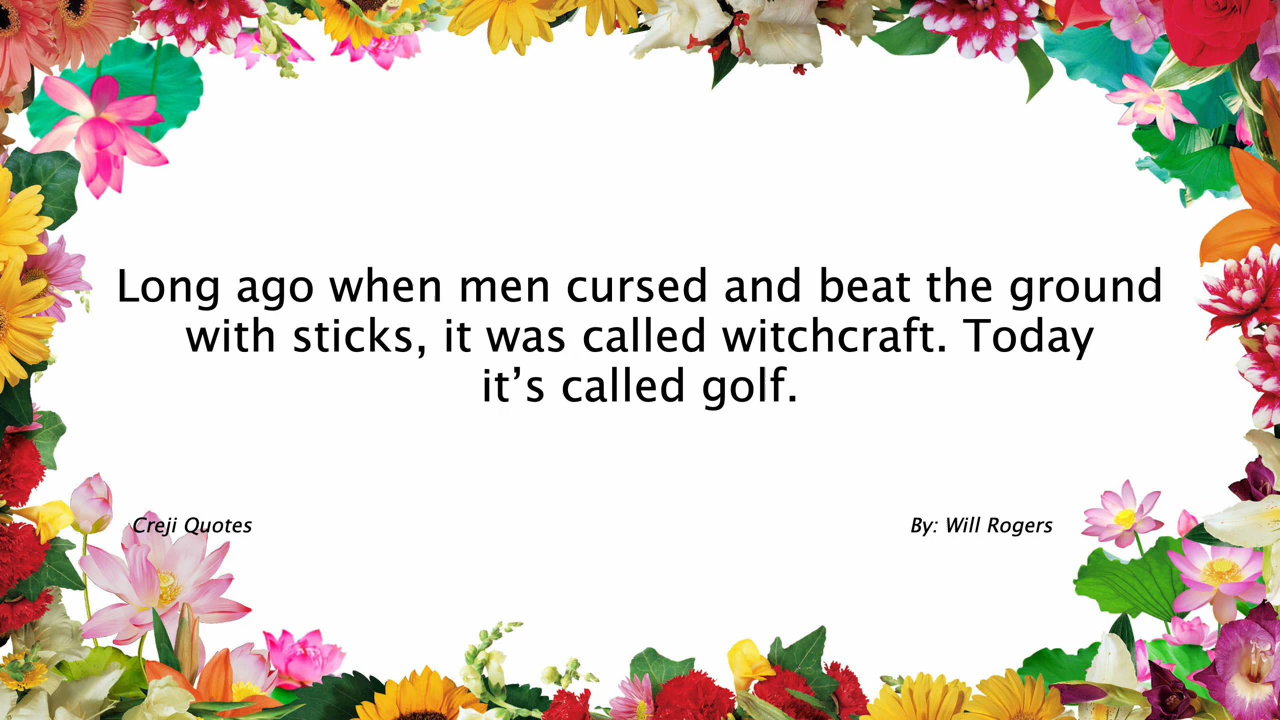 Long ago when men cursed and beat the ground
with sticks, it was called witchcraft. Today
it’s called golf.
Creji Quotes
By: Will Rogers